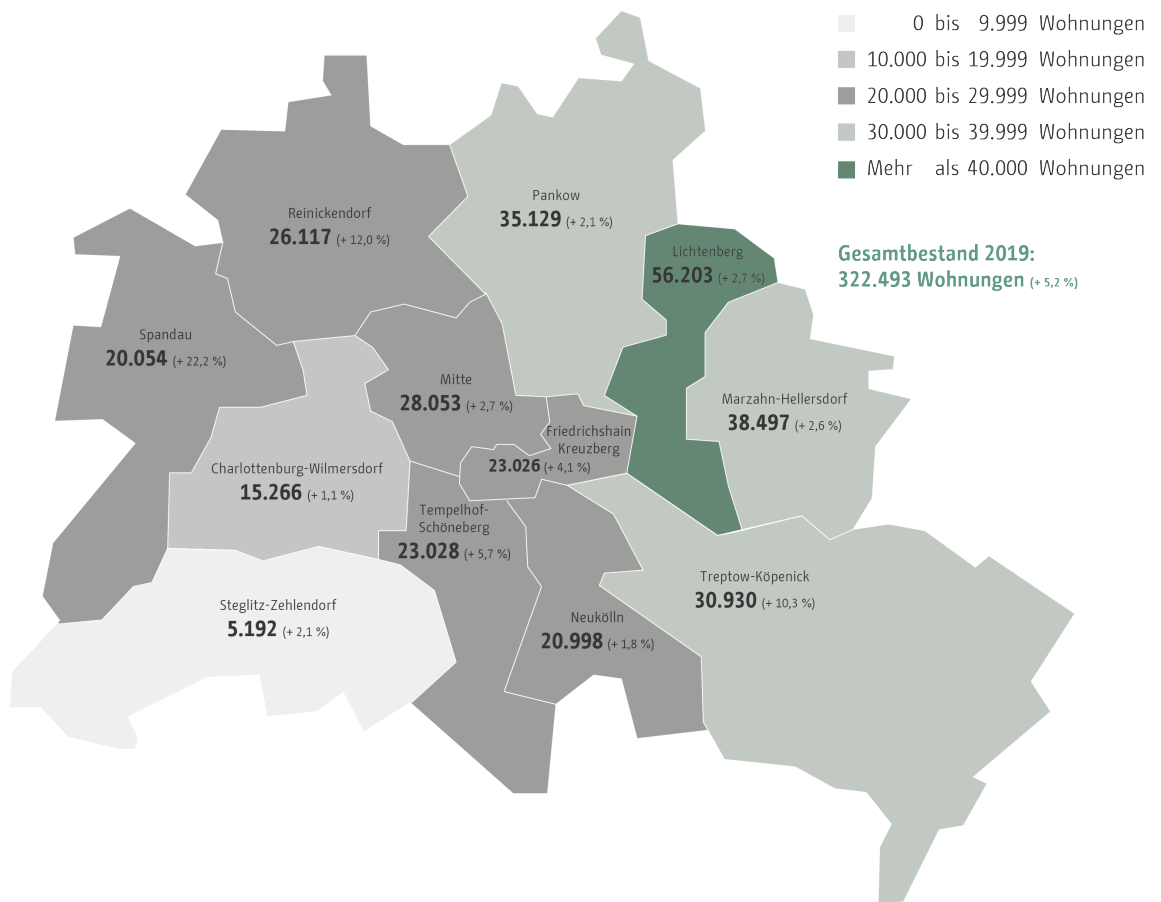 0 bis 9.999 Wohnungen
10.000 bis 19.999 Wohnungen
20.000 bis 29.999 Wohnungen
30.000 bis 39.999 Wohnungen
Mehr als 40.000 Wohnungen
Gesamtbestand 2019:
322.493 Wohnungen (+ 5,2 %)
Pankow
35.129 (+ 2,1 %)
Reinickendorf
26.117 (+ 12,0 %)
Lichtenberg
56.203 (+ 2,7 %)
Spandau
20.054 (+ 22,2 %)
Mitte
28.053 (+ 2,7 %)
Marzahn-Hellersdorf
38.497 (+ 2,6 %)
Friedrichshain
Kreuzberg
23.026 (+ 4,1 %)
Charlottenburg-Wilmersdorf
15.266 (+ 1,1 %)
Tempelhof-
Schöneberg
23.028 (+ 5,7 %)
Treptow-Köpenick
30.930 (+ 10,3 %)
Steglitz-Zehlendorf
5.192 (+ 2,1 %)
Neukölln
20.998 (+ 1,8 %)